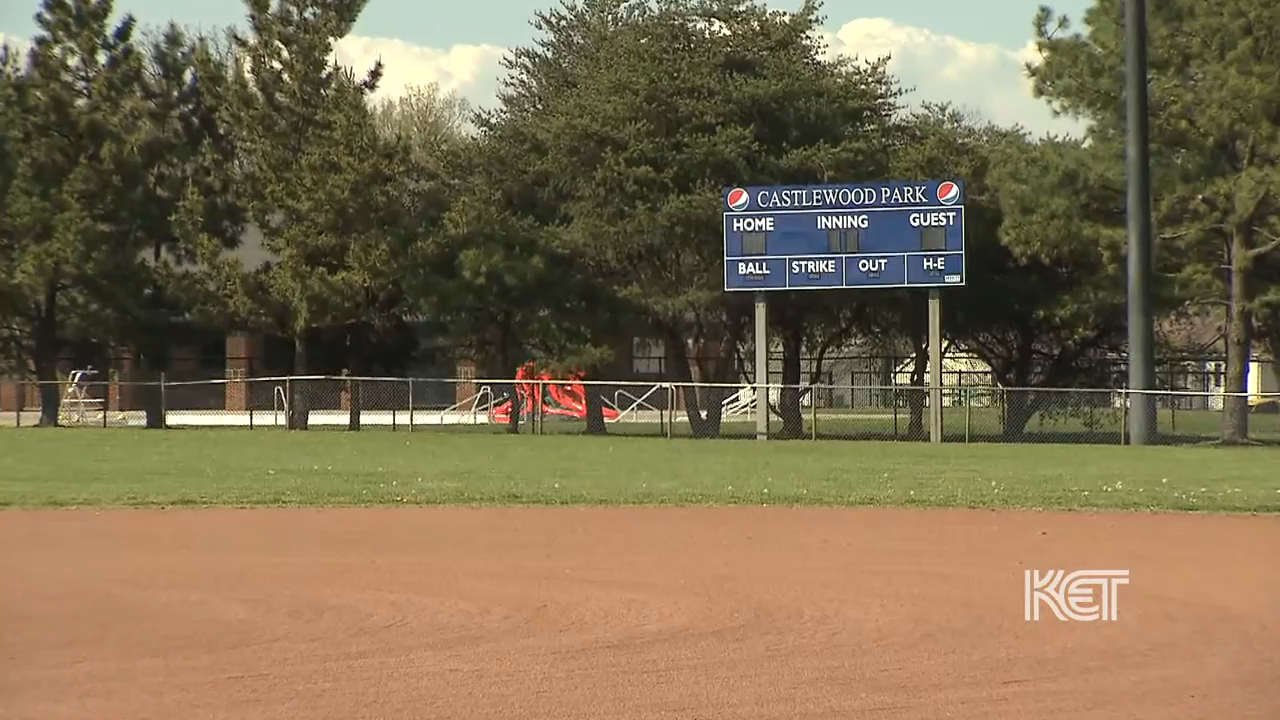 CASTLEWOOD PARK
HOME INNING GUEST
BALL STRIKE OUT H-E
KET